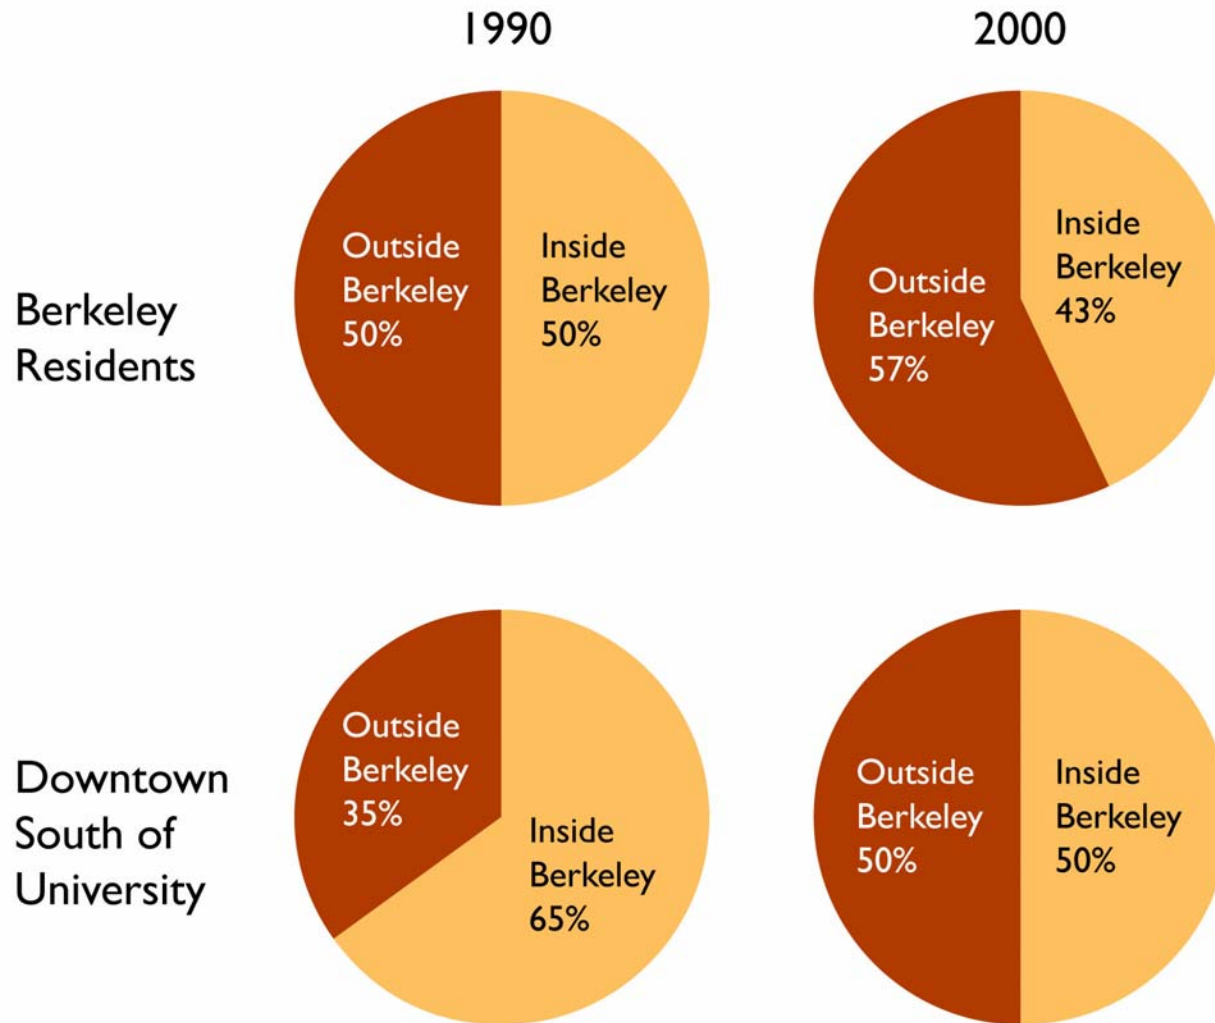 1990
2000
Berkeley
Residents
Outside
Berkeley
50%
Inside
Berkeley
50%
Outside
Berkeley
57%
Inside
Berkeley
43%
Downtown
South of
University
Outside
Berkeley
35%
Inside
Berkeley
65%
Outside
Berkeley
50%
Inside
Berkeley
50%